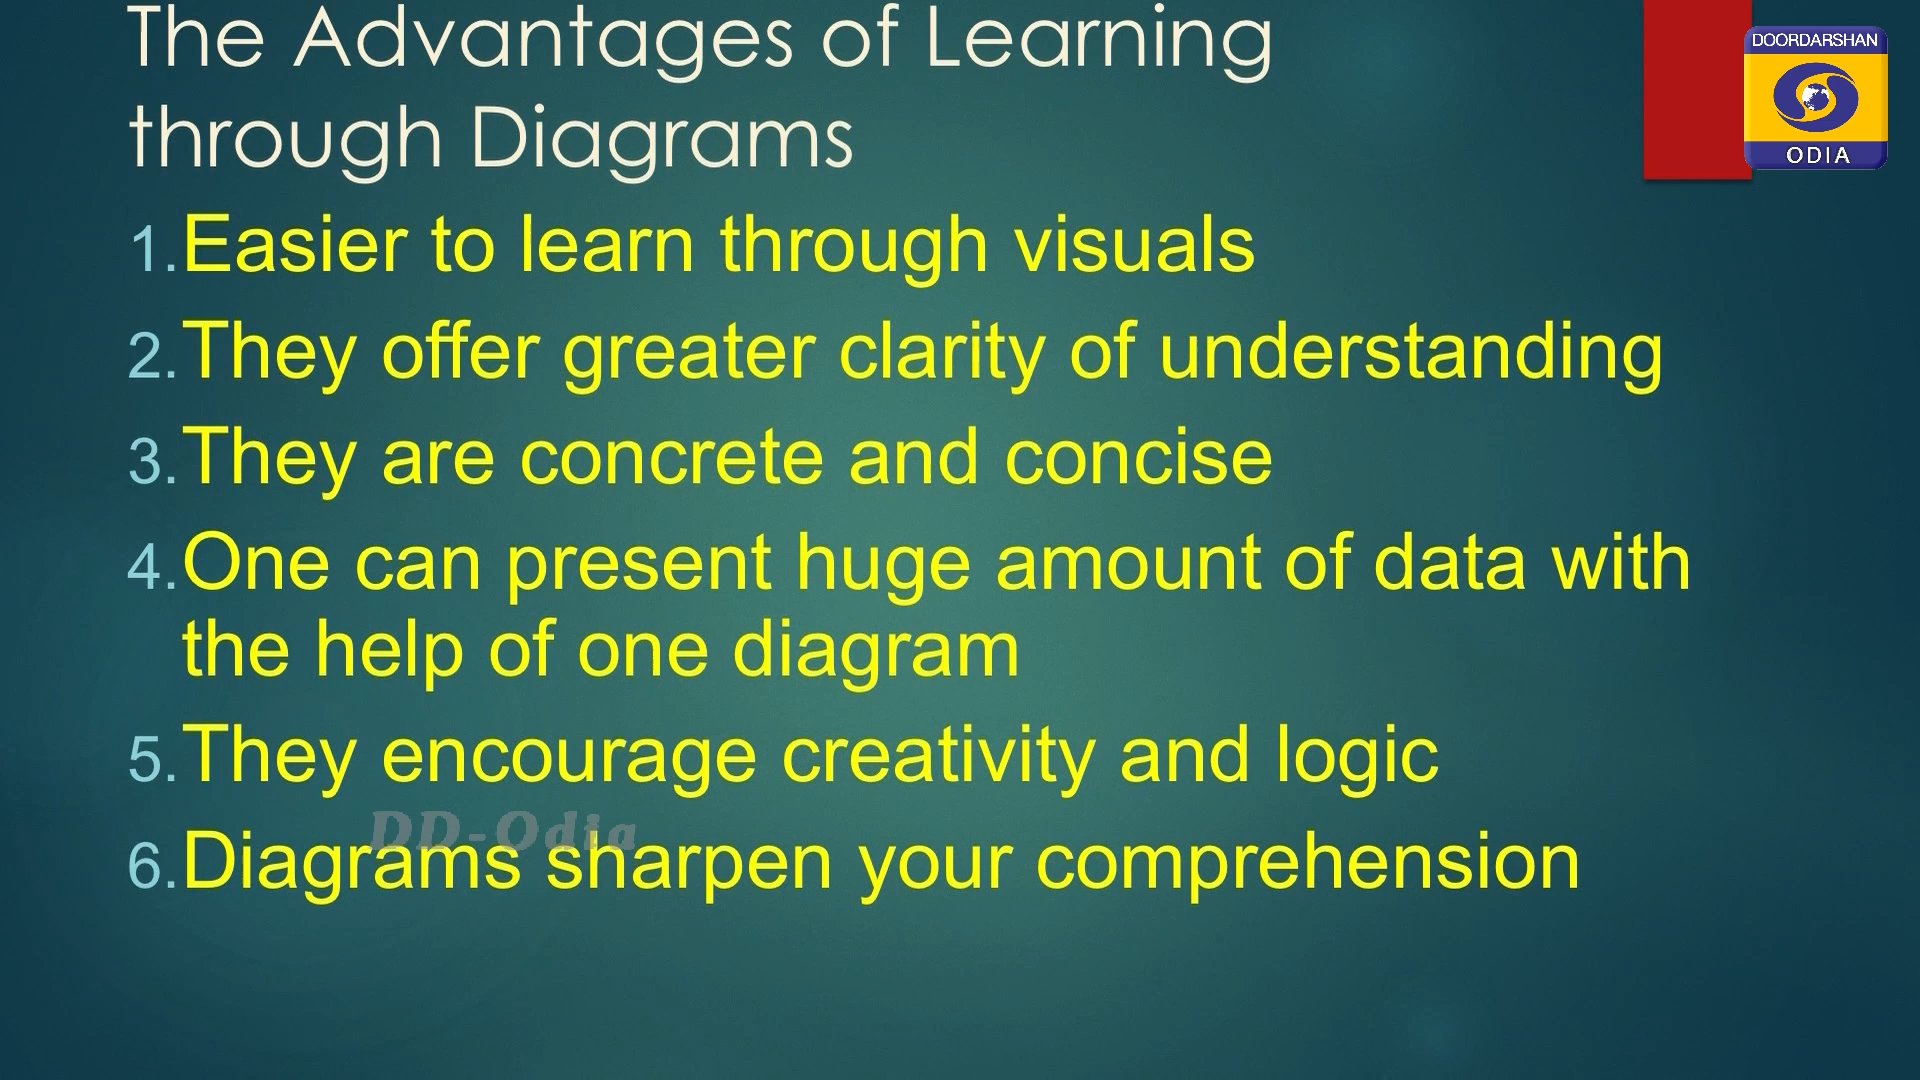 The Advantages of Learning
through Diagrams
DOORDARSHAN
ODIA
1.Easier to learn through visuals
2.They offer greater clarity of understanding
3.They are concrete and concise
4.One can present huge amount of data with
the help of one diagram
5.They encourage creativity and logic
DD-Odia
6.Diagrams sharpen your comprehension